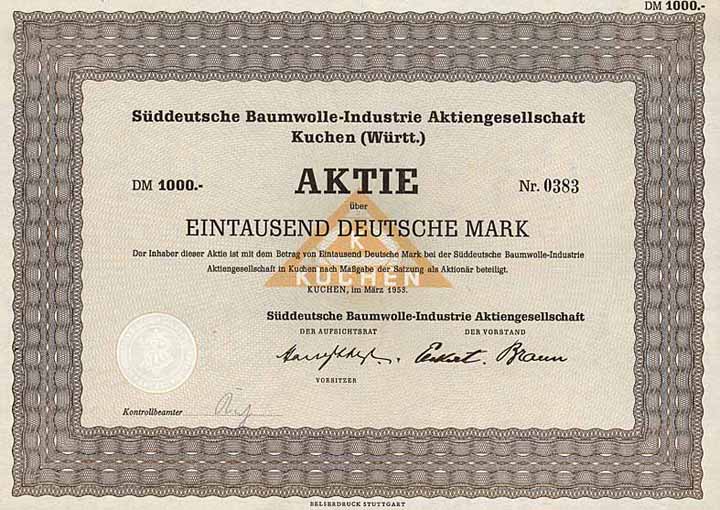 DM 1000.-
Süddeutsche Baumwolle-Industrie Aktiengesellschaft
Kuchen (Württ.)
DM 1000.- AKTIE Nr. 0383
über
EINTAUSEND DEUTSCHE MARK
Der Inhaber dieser Aktie ist mit dem Betrag von Eintausend Deutsche Mark bei der Süddeutsche Baumwolle-Industrie
Aktiengesellschaft in Kuchen nach Maßgabe der Satzung als Aktionär beteiligt.
K
KUCHEN
KUCHEN, im März 1953.
Süddeutsche Baumwolle-Industrie Aktiengesellschaft
DER AUFSICHTSRAT DER VORSTAND
Eckert. Braun
VORSITZER
Kontrollbeamter
BELSERDRUCK STUTTGART